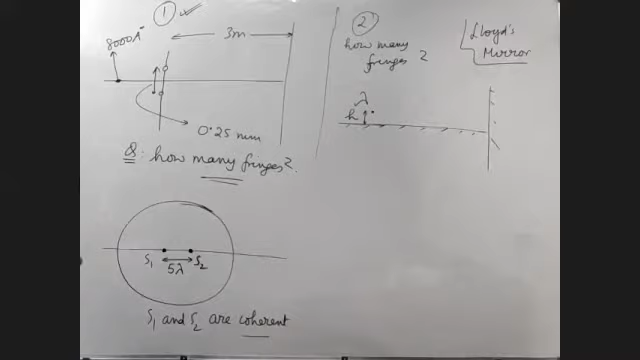 1
8000A°
3m
0.25 mm
Q: how many fringes?
2
Lloyd's
Mirror
how many
fringes ?
λ
h
S1 S2
5λ
S1 and S2 are coherent